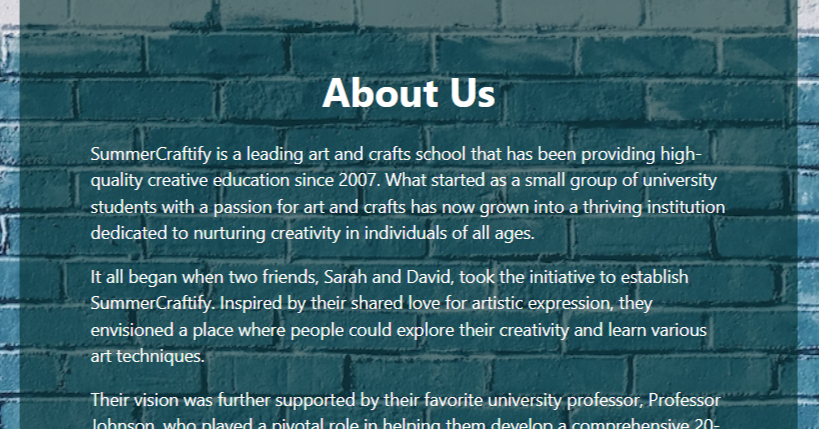 About Us
SummerCraftify is a leading art and crafts school that has been providing high-
quality creative education since 2007. What started as a small group of university
students with a passion for art and crafts has now grown into a thriving institution
dedicated to nurturing creativity in individuals of all ages.
It all began when two friends, Sarah and David, took the initiative to establish
SummerCraftify. Inspired by their shared love for artistic expression, they
envisioned a place where people could explore their creativity and learn various
art techniques.
Their vision was further supported by their favorite university professor, Professor
Johnson, who played a pivotal role in helping them develop a comprehensive 20-